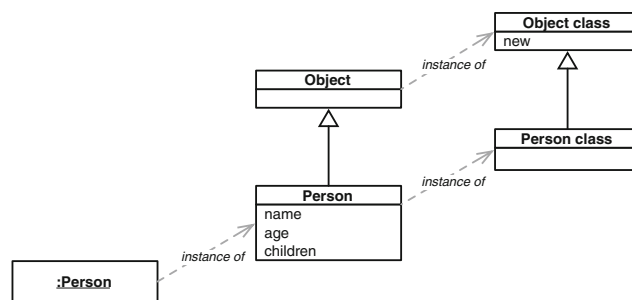 Object class
new
instance of
Object
Person class
instance of
Person
name
age
children
instance of
:Person